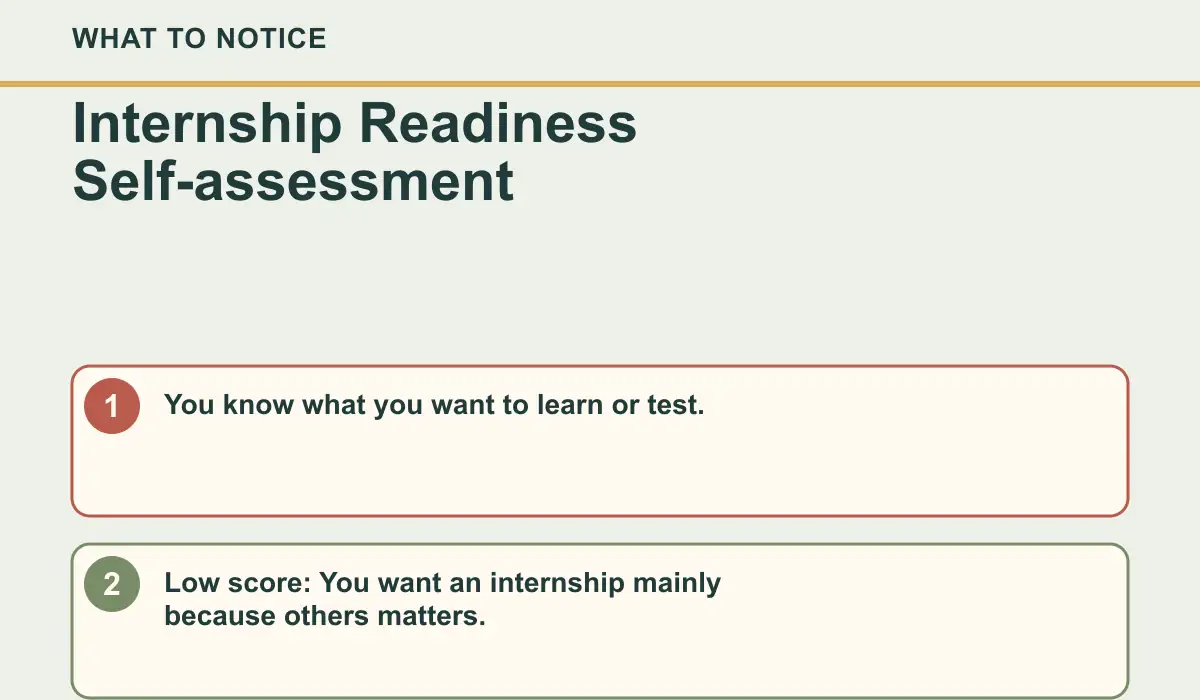 WHAT TO NOTICE
Internship Readiness
Self-assessment
1
You know what you want to learn or test.
2
Low score: You want an internship mainly
because others matters.